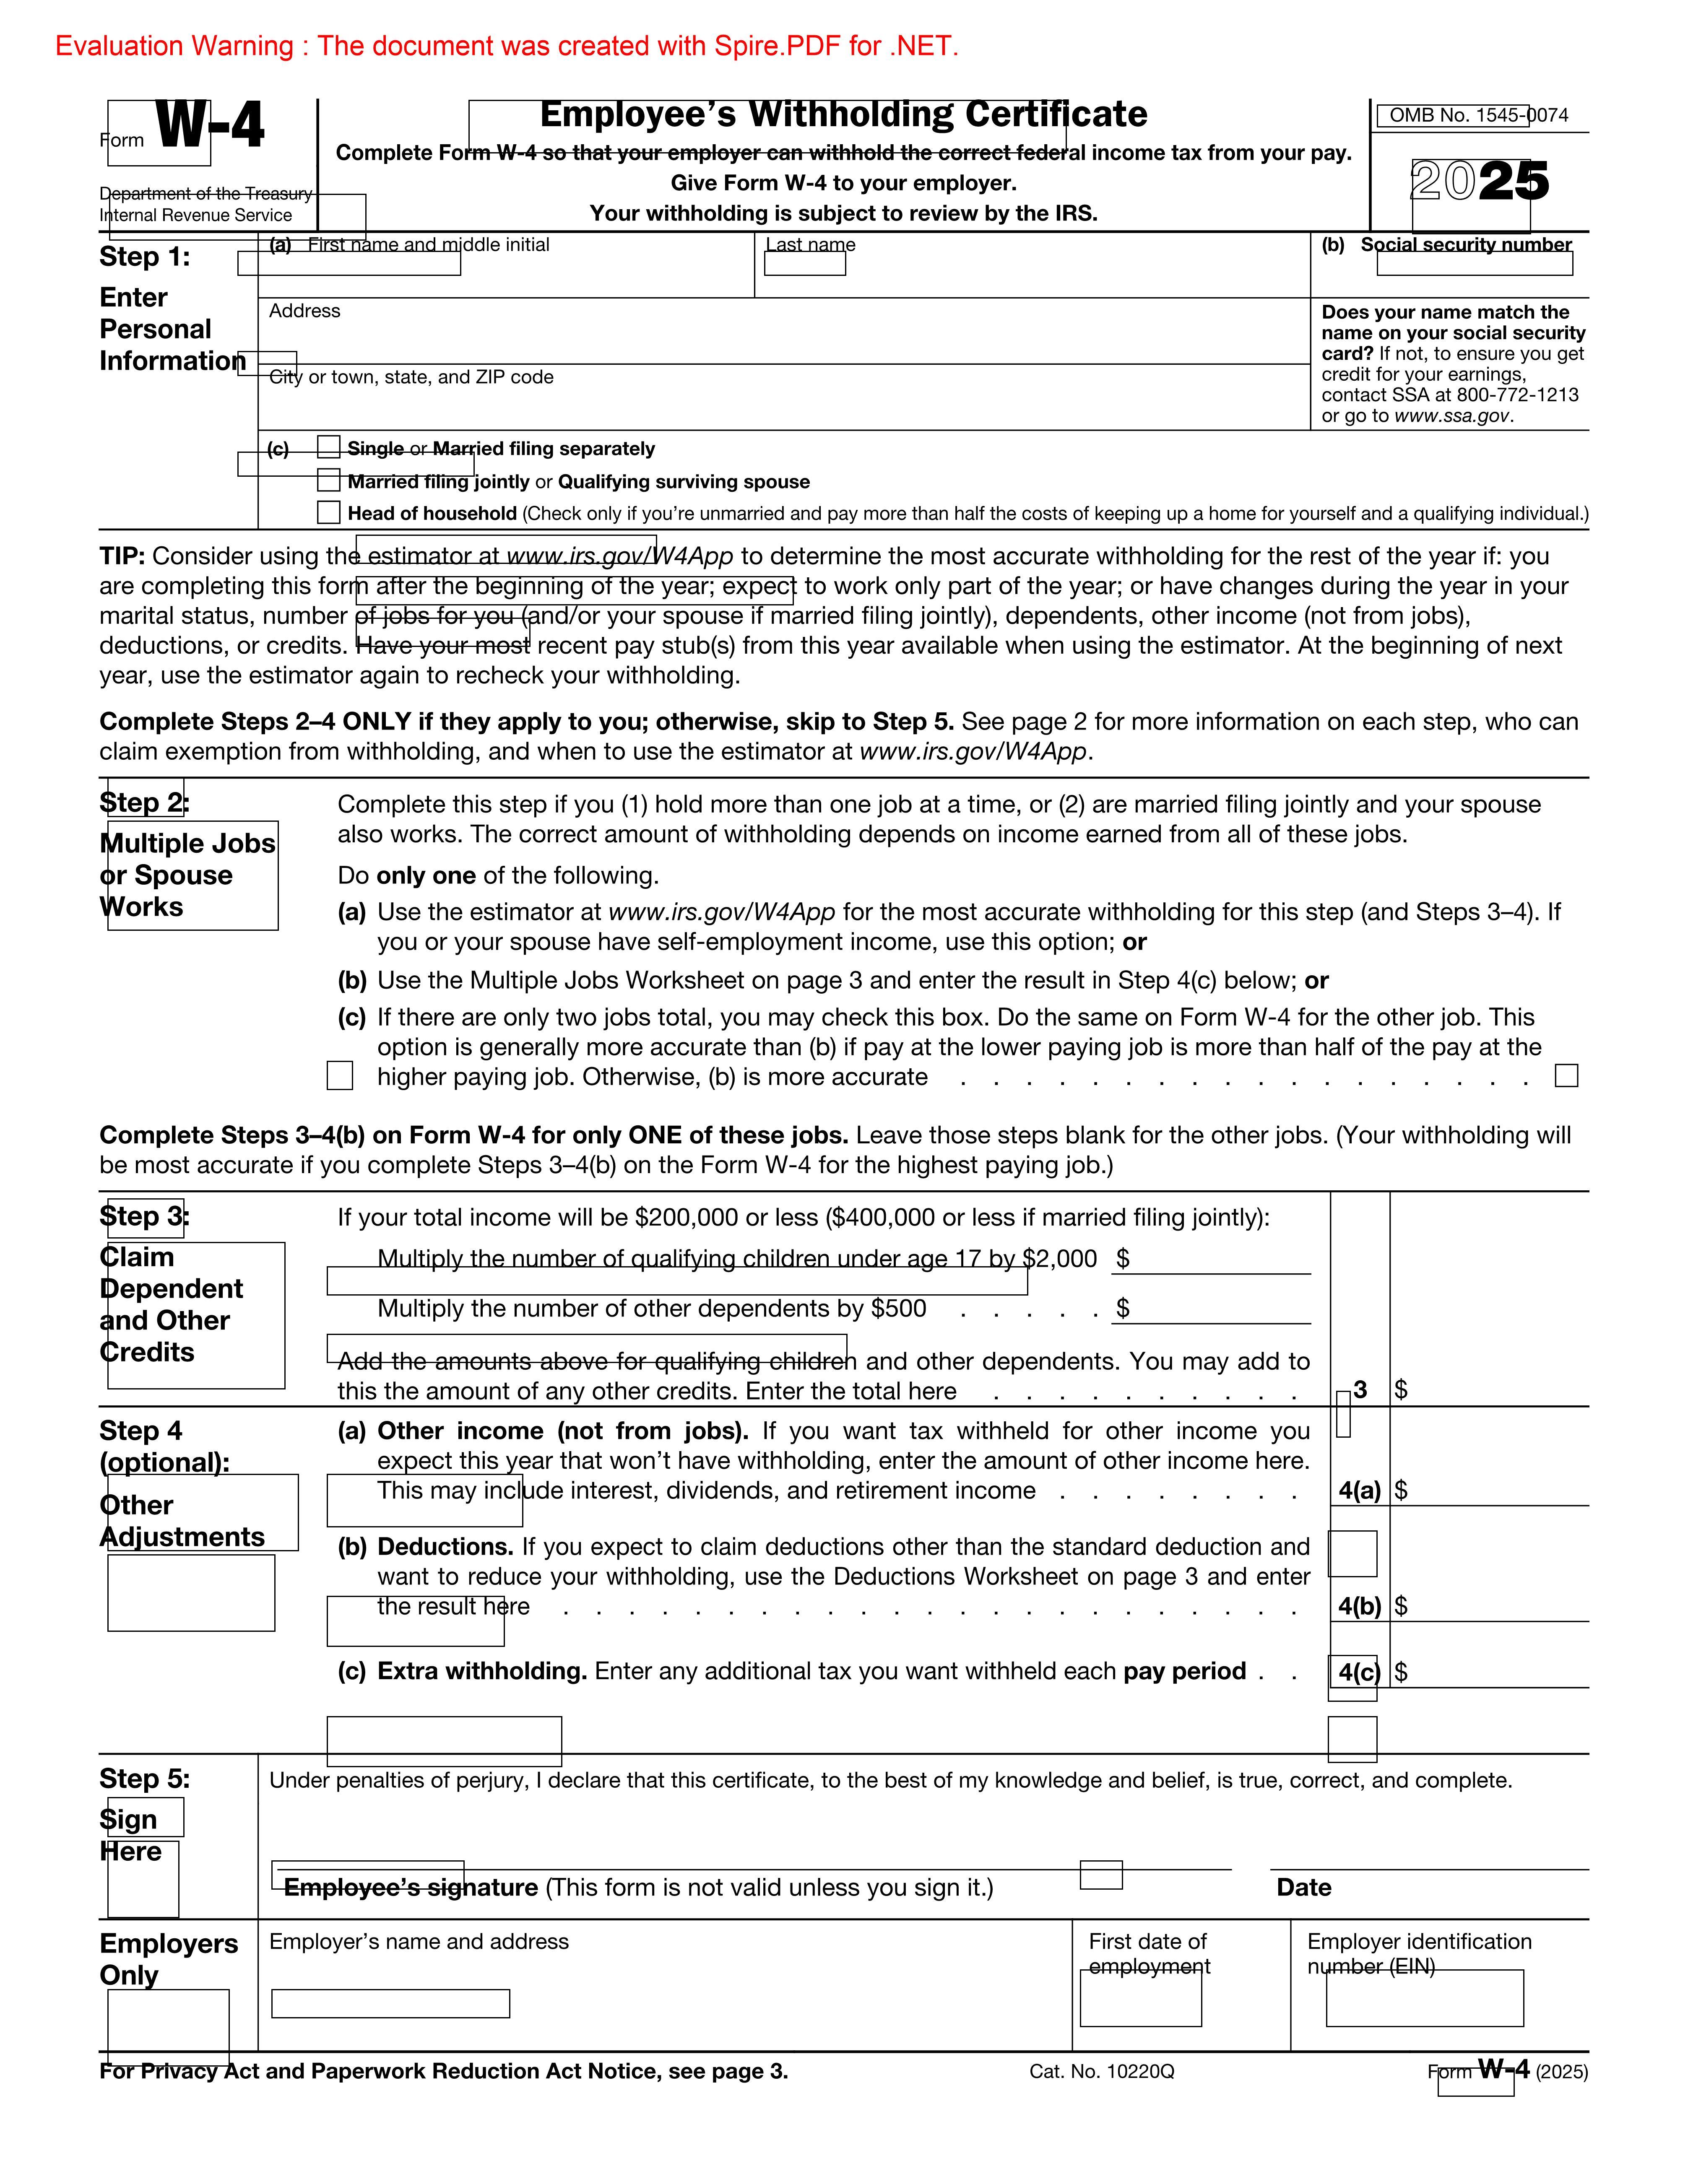 Evaluation Warning : The document was created with Spire.PDF for .NET.
Form W-4
Department of the Treasury
Internal Revenue Service
Employee’s Withholding Certificate
Complete Form W-4 so that your employer can withhold the correct federal income tax from your pay.
Give Form W-4 to your employer.
Your withholding is subject to review by the IRS.
OMB No. 1545-0074
2025
Step 1:
Enter
Personal
Information
(a) First name and middle initial
Last name
(b) Social security number
Address
City or town, state, and ZIP code
Does your name match the
name on your social security
card? If not, to ensure you get
credit for your earnings,
contact SSA at 800-772-1213
or go to www.ssa.gov.
(c) Single or Married filing separately
Married filing jointly or Qualifying surviving spouse
Head of household (Check only if you’re unmarried and pay more than half the costs of keeping up a home for yourself and a qualifying individual.)
TIP: Consider using the estimator at www.irs.gov/W4App to determine the most accurate withholding for the rest of the year if: you
are completing this form after the beginning of the year; expect to work only part of the year; or have changes during the year in your
marital status, number of jobs for you (and/or your spouse if married filing jointly), dependents, other income (not from jobs),
deductions, or credits. Have your most recent pay stub(s) from this year available when using the estimator. At the beginning of next
year, use the estimator again to recheck your withholding.
Complete Steps 2–4 ONLY if they apply to you; otherwise, skip to Step 5. See page 2 for more information on each step, who can
claim exemption from withholding, and when to use the estimator at www.irs.gov/W4App.
Step 2:
Multiple Jobs
or Spouse
Works
Complete this step if you (1) hold more than one job at a time, or (2) are married filing jointly and your spouse
also works. The correct amount of withholding depends on income earned from all of these jobs.
Do only one of the following.
(a) Use the estimator at www.irs.gov/W4App for the most accurate withholding for this step (and Steps 3–4). If
you or your spouse have self-employment income, use this option; or
(b) Use the Multiple Jobs Worksheet on page 3 and enter the result in Step 4(c) below; or
(c) If there are only two jobs total, you may check this box. Do the same on Form W-4 for the other job. This
option is generally more accurate than (b) if pay at the lower paying job is more than half of the pay at the
higher paying job. Otherwise, (b) is more accurate . . . . . . . . . . . . . . . . . .
Complete Steps 3–4(b) on Form W-4 for only ONE of these jobs. Leave those steps blank for the other jobs. (Your withholding will
be most accurate if you complete Steps 3–4(b) on the Form W-4 for the highest paying job.)
Step 3:
Claim
Dependent
and Other
Credits
If your total income will be $200,000 or less ($400,000 or less if married filing jointly):
Multiply the number of qualifying children under age 17 by $2,000 $
Multiply the number of other dependents by $500 . . . . . $
Add the amounts above for qualifying children and other dependents. You may add to
this the amount of any other credits. Enter the total here . . . . . . . . . . 3 $
Step 4
(optional):
Other
Adjustments
(a) Other income (not from jobs). If you want tax withheld for other income you
expect this year that won’t have withholding, enter the amount of other income here.
This may include interest, dividends, and retirement income . . . . . . . . 4(a) $
(b) Deductions. If you expect to claim deductions other than the standard deduction and
want to reduce your withholding, use the Deductions Worksheet on page 3 and enter
the result here . . . . . . . . . . . . . . . . . . . . . . . 4(b) $
(c) Extra withholding. Enter any additional tax you want withheld each pay period . . 4(c) $
Step 5:
Sign
Here
Under penalties of perjury, I declare that this certificate, to the best of my knowledge and belief, is true, correct, and complete.
Employee’s signature (This form is not valid unless you sign it.)
Date
Employers
Only
Employer’s name and address
First date of
employment
Employer identification
number (EIN)
For Privacy Act and Paperwork Reduction Act Notice, see page 3.
Cat. No. 10220Q
Form W-4 (2025)